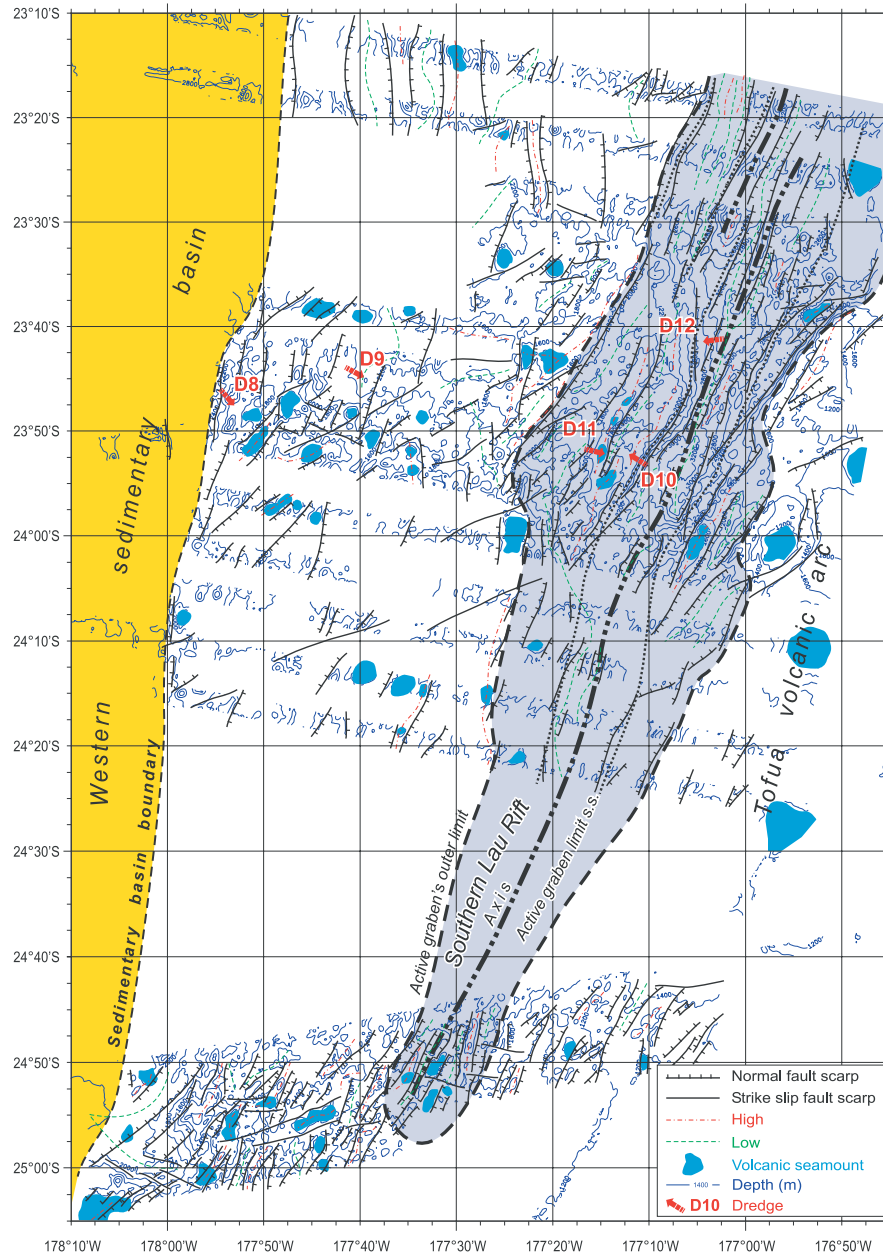 23°10'S
23°20'S
23°30'S
23°40'S
23°50'S
24°00'S
24°10'S
24°20'S
24°30'S
24°40'S
24°50'S
25°00'S
178°10'W
178°00'W
177°50'W
177°40'W
177°30'W
177°20'W
177°10'W
177°00'W
176°50'W
Western sedimentary basin
Sedimentary basin boundary
D8
D9
D10
D11
D12
Active graben's outer limit
Southern Lau Rift
Axis
Active graben limit s.s.
Tofua volcanic arc
Normal fault scarp
Strike slip fault scarp
High
Low
Volcanic seamount
1400
Depth (m)
D10
Dredge